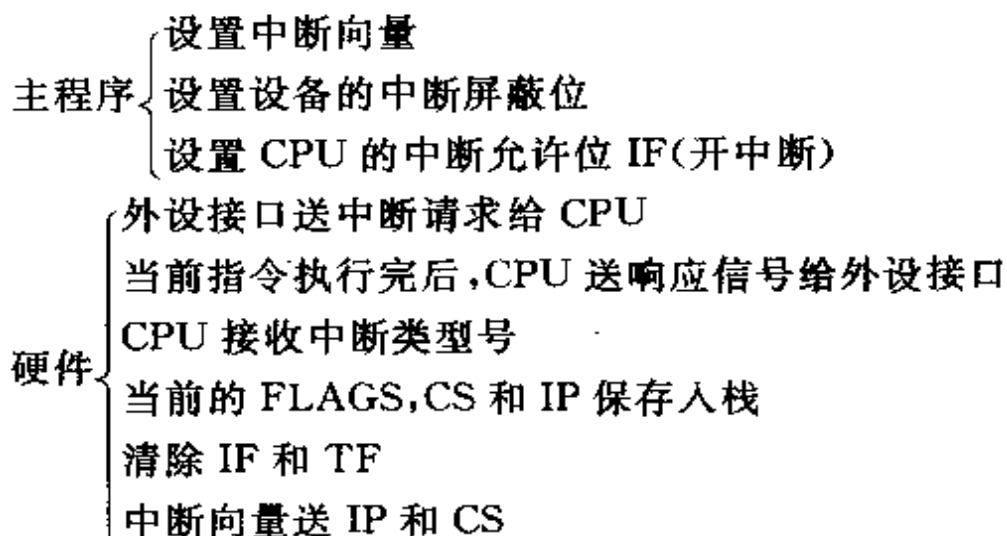 主程序
设置中断向量
设置设备的中断屏蔽位
设置 CPU 的中断允许位 IF(开中断)
硬件
外设接口送中断请求给 CPU
当前指令执行完后,CPU 送响应信号给外设接口
CPU 接收中断类型号
当前的 FLAGS,CS 和 IP 保存入栈
清除 IF 和 TF
中断向量送 IP 和 CS